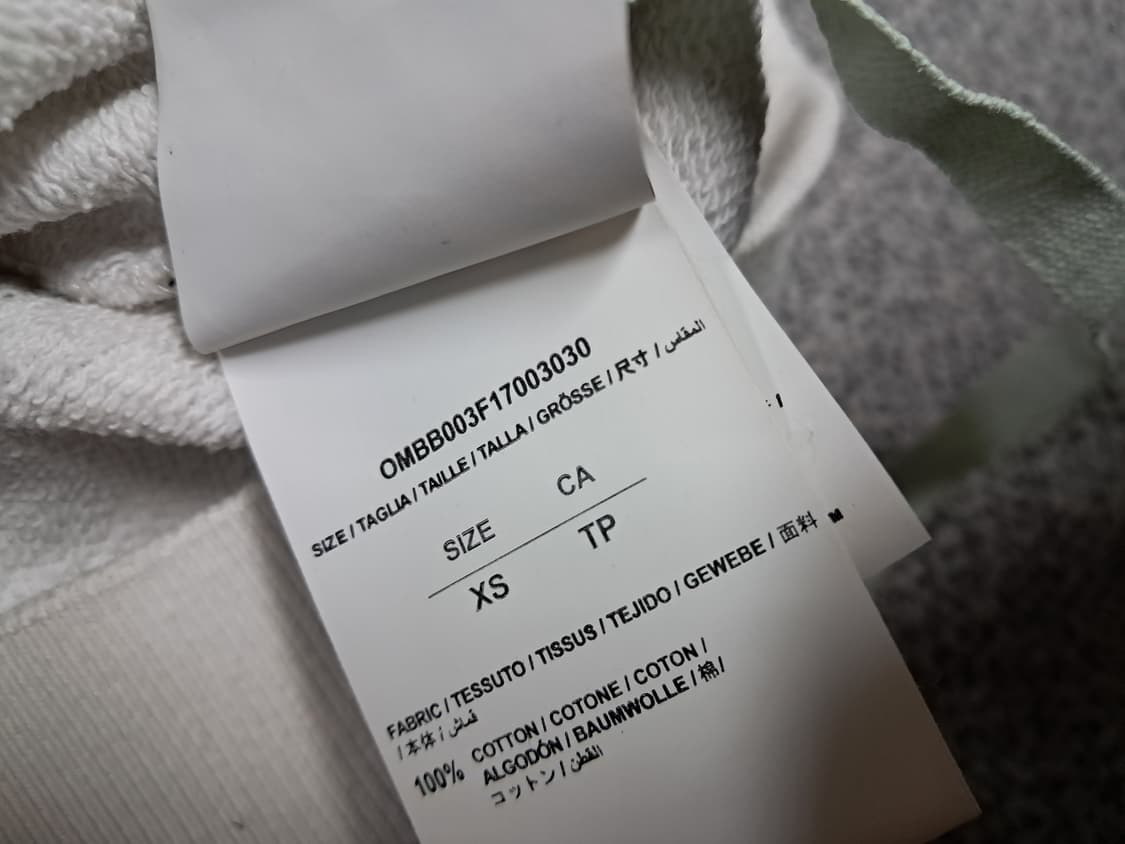 OMBB003F17003030
SIZE / TAGLIA / TAILLE / TALLA / GRÖSSE / 尺寸 / المقاس
SIZE CA
XS TP
FABRIC / TESSUTO / TISSUS / TEJIDO / GEWEBE / 面料
/ 本体 / قماش
100% COTTON / COTONE / COTON /
ALGODÓN / BAUMWOLLE / 棉 /
コットン / القطن